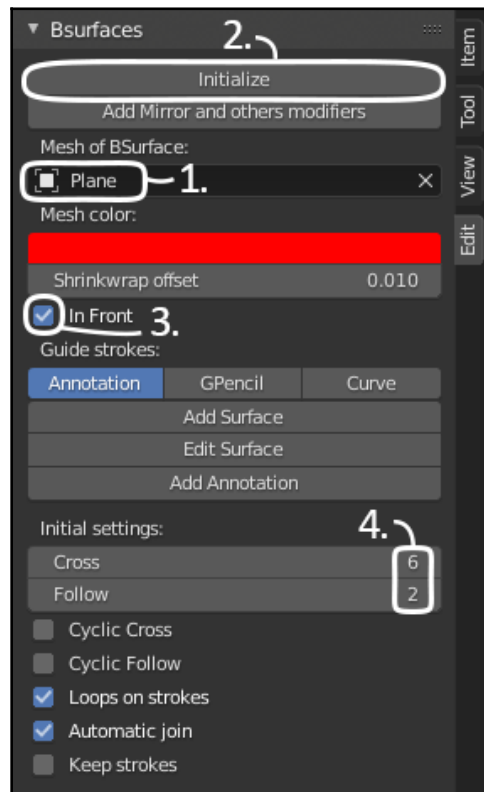 Bsurfaces
2.
Initialize
Add Mirror and others modifiers
Mesh of BSurface:
Plane
1.
Mesh color:
Shrinkwrap offset 0.010
In Front
3.
Guide strokes:
Annotation GPencil Curve
Add Surface
Edit Surface
Add Annotation
Initial settings:
4.
Cross 6
Follow 2
Cyclic Cross
Cyclic Follow
Loops on strokes
Automatic join
Keep strokes
Item
Tool
View
Edit